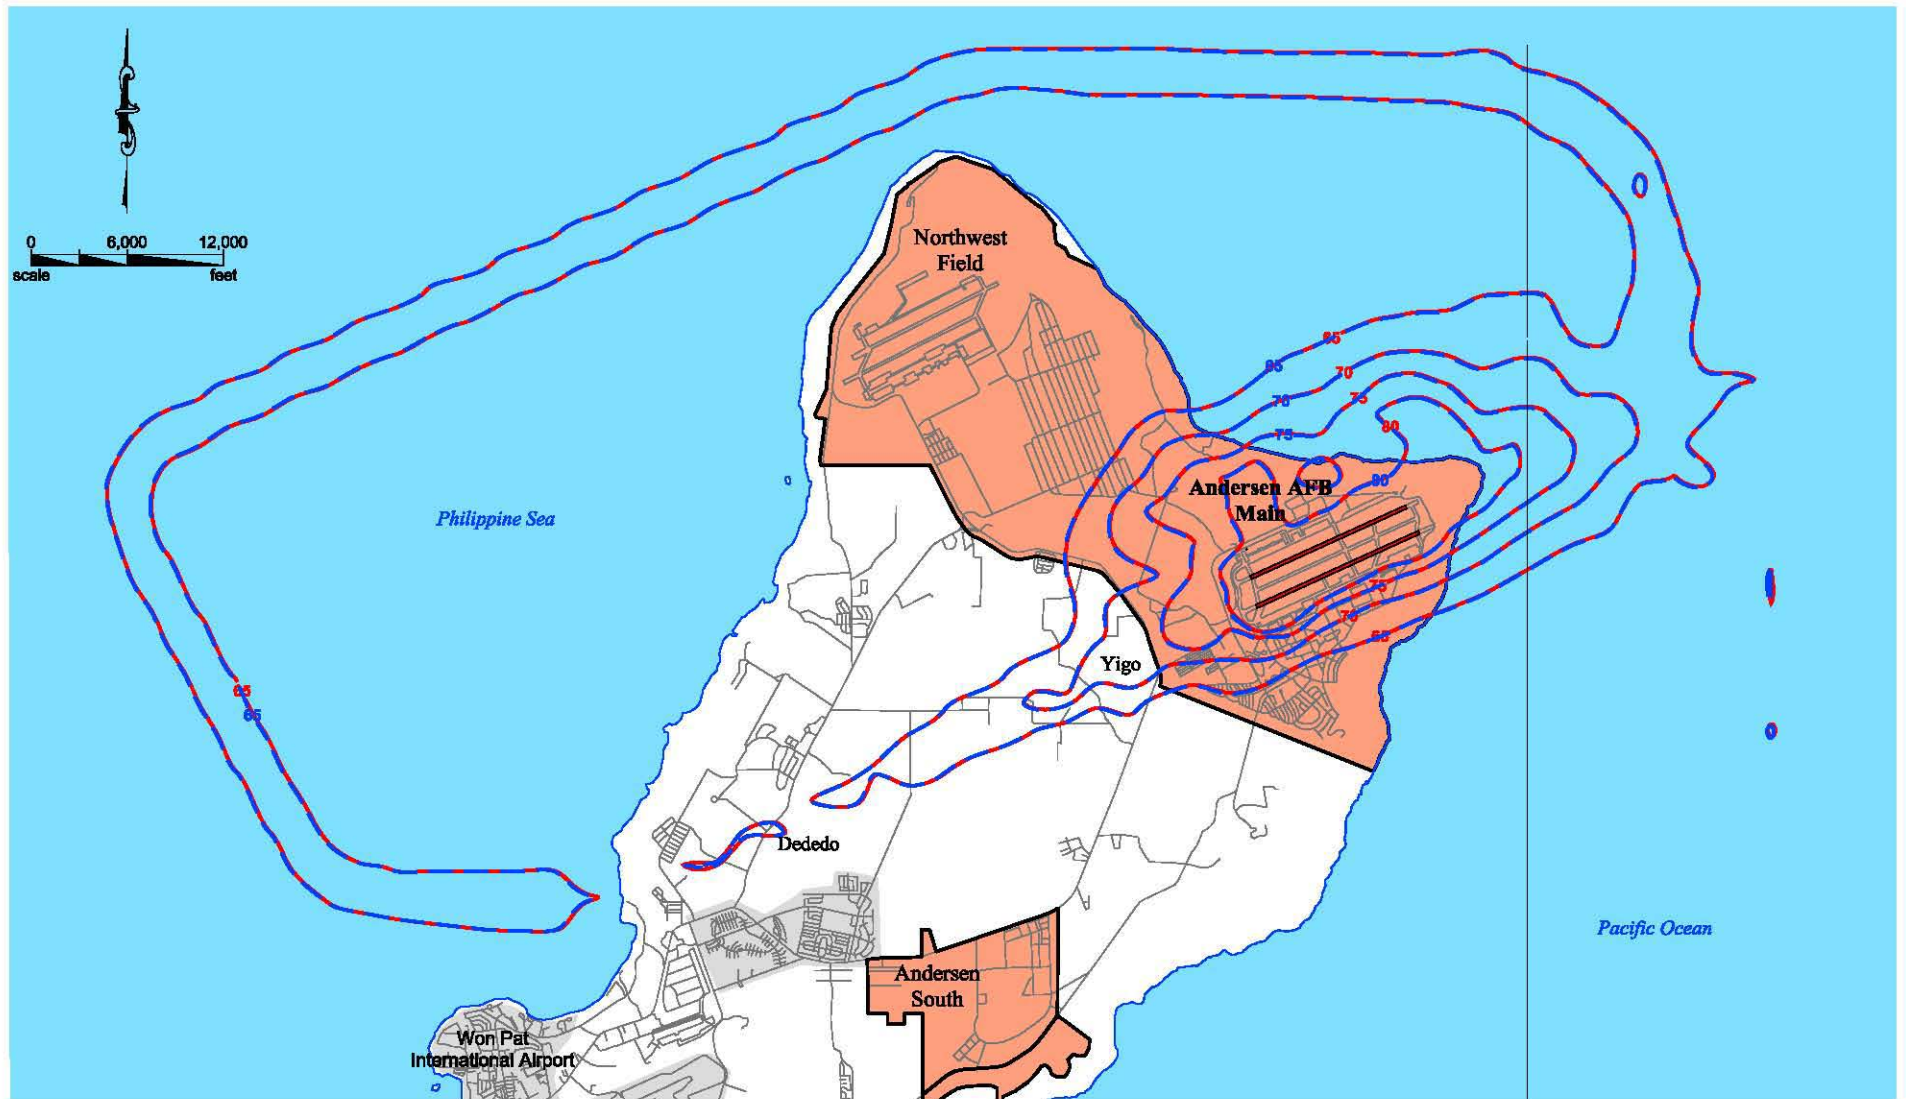 0 6,000 12,000
scale feet
Northwest
Field
65
65
70
70
75
75
80
80
Andersen AFB
Main
Philippine Sea
75
70
65
Yigo
65
65
Dededo
Pacific Ocean
Andersen
South
Won Pat
International Airport